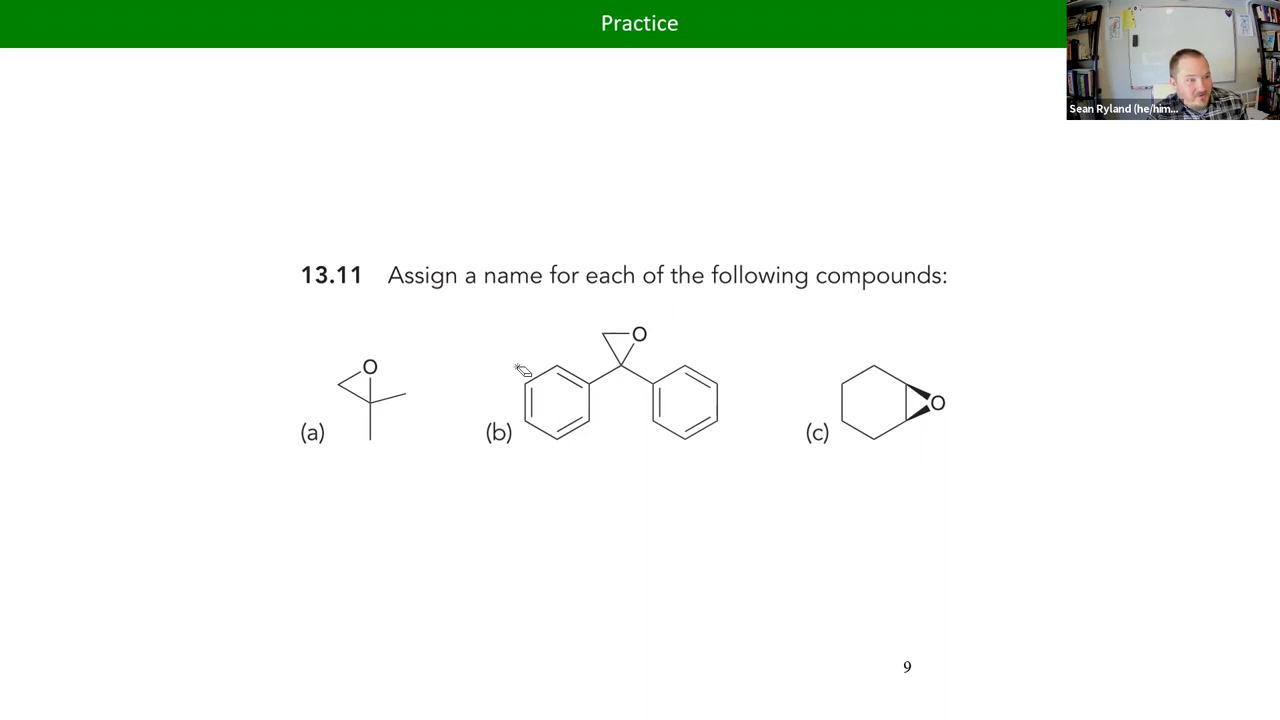 Practice
Sean Ryland (he/him...
13.11 Assign a name for each of the following compounds:
O
O
O
(a)
(b)
(c)
9